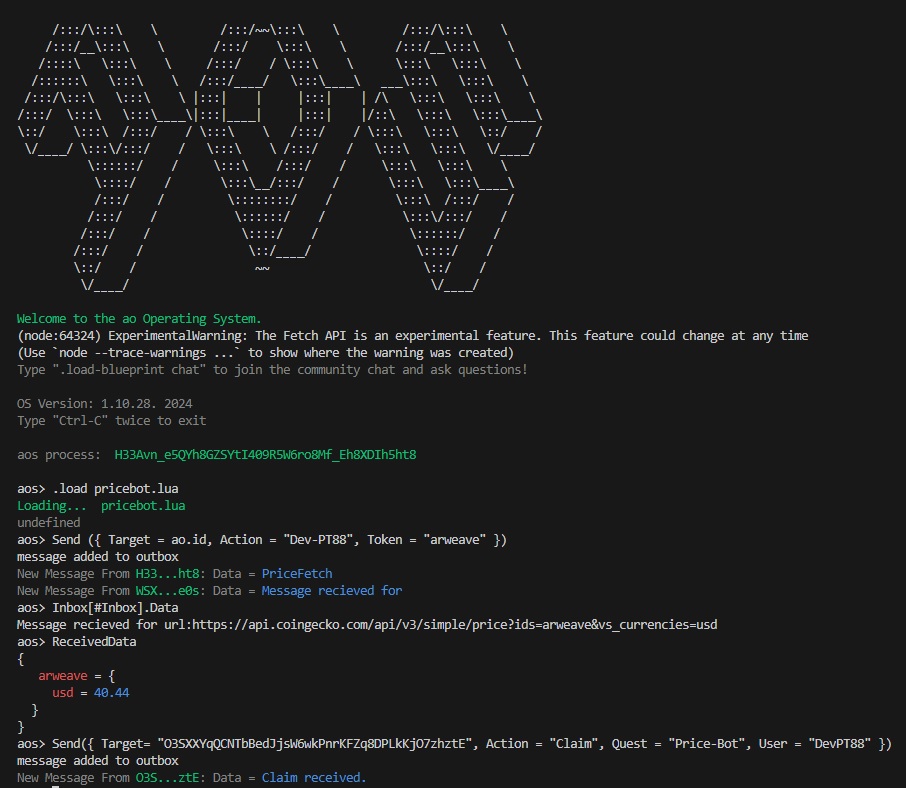 Welcome to the ao Operating System.
(node:64324) ExperimentalWarning: The Fetch API is an experimental feature. This feature could change at any time
(Use `node --trace-warnings ...` to show where the warning was created)
Type ".load-blueprint chat" to join the community chat and ask questions!
OS Version: 1.10.28. 2024
Type "Ctrl-C" twice to exit
aos process:  H33Avn_e5QYh8GZSYtI409R5W6ro8Mf_Eh8XDIh5ht8
aos> .load pricebot.lua
Loading...  pricebot.lua
undefined
aos> Send ({ Target = ao.id, Action = "Dev-PT88", Token = "arweave" })
message added to outbox
New Message From H33...ht8: Data = PriceFetch
New Message From WSX...e0s: Data = Message recieved for
aos> Inbox[#Inbox].Data
Message recieved for url:https://api.coingecko.com/api/v3/simple/price?ids=arweave&vs_currencies=usd
aos> ReceivedData
{
   arweave = {
     usd = 40.44
  }
}
aos> Send({ Target= "O3SXXYqQCNTbBedJjsW6wkPnrKFZq8DPLkKjO7zhztE", Action = "Claim", Quest = "Price-Bot", User = "DevPT88" })
message added to outbox
New Message From O3S...ztE: Data = Claim received.